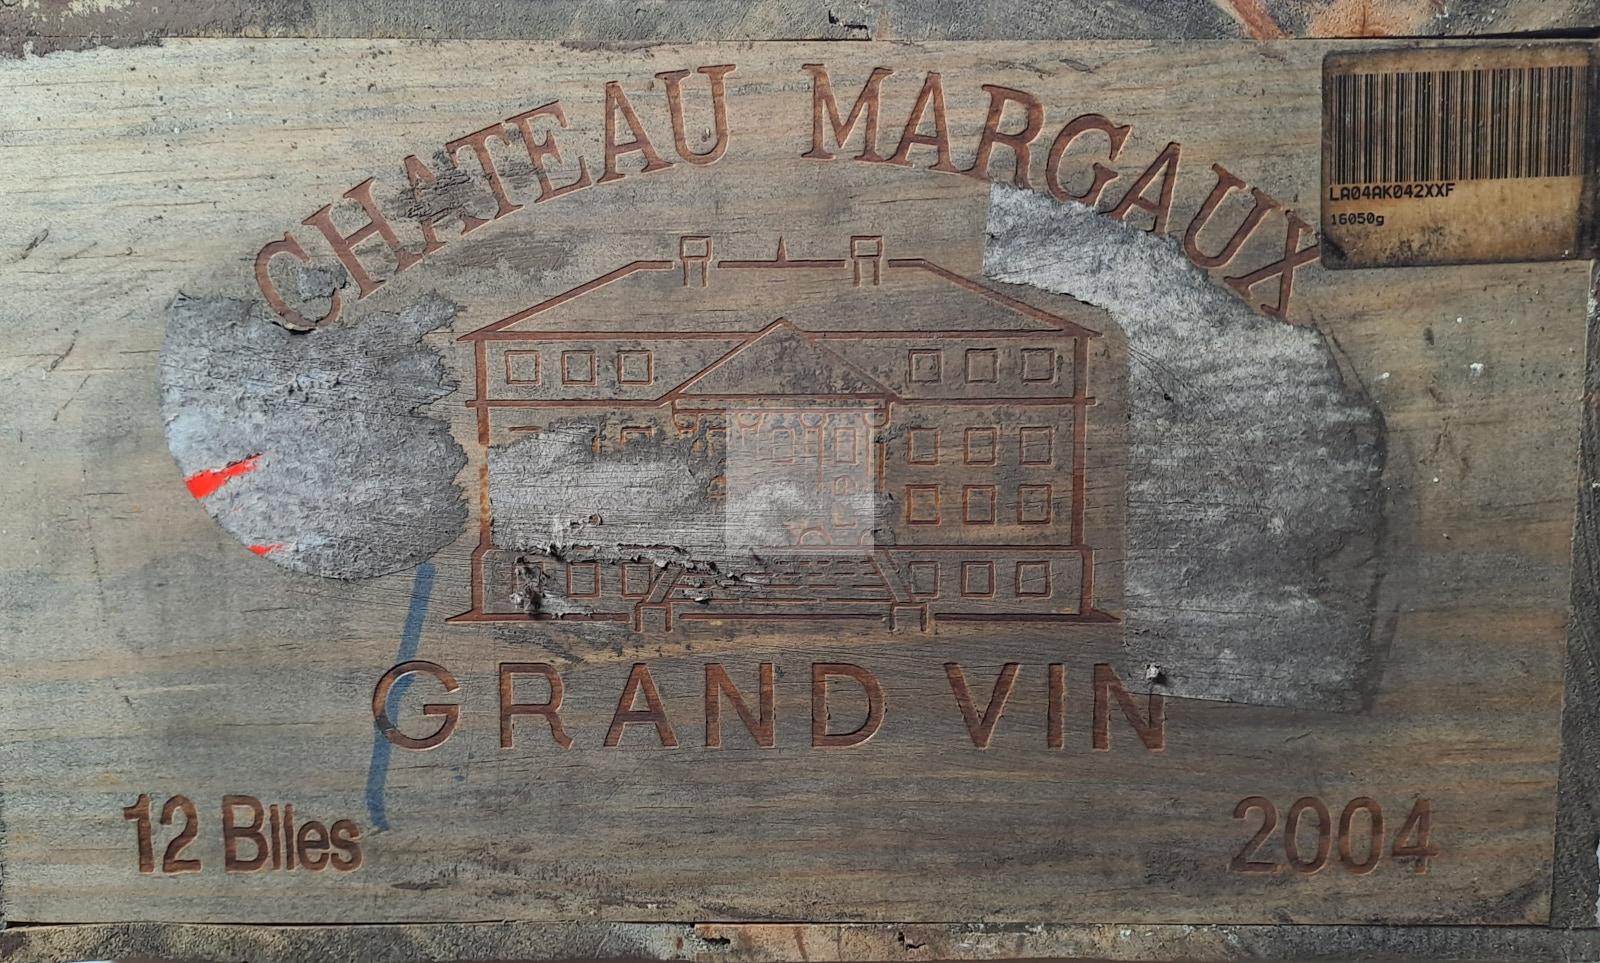 CHATEAU MARGAUX
LA04AK042XXF
16050g
GRAND VIN
12 Blles
2004